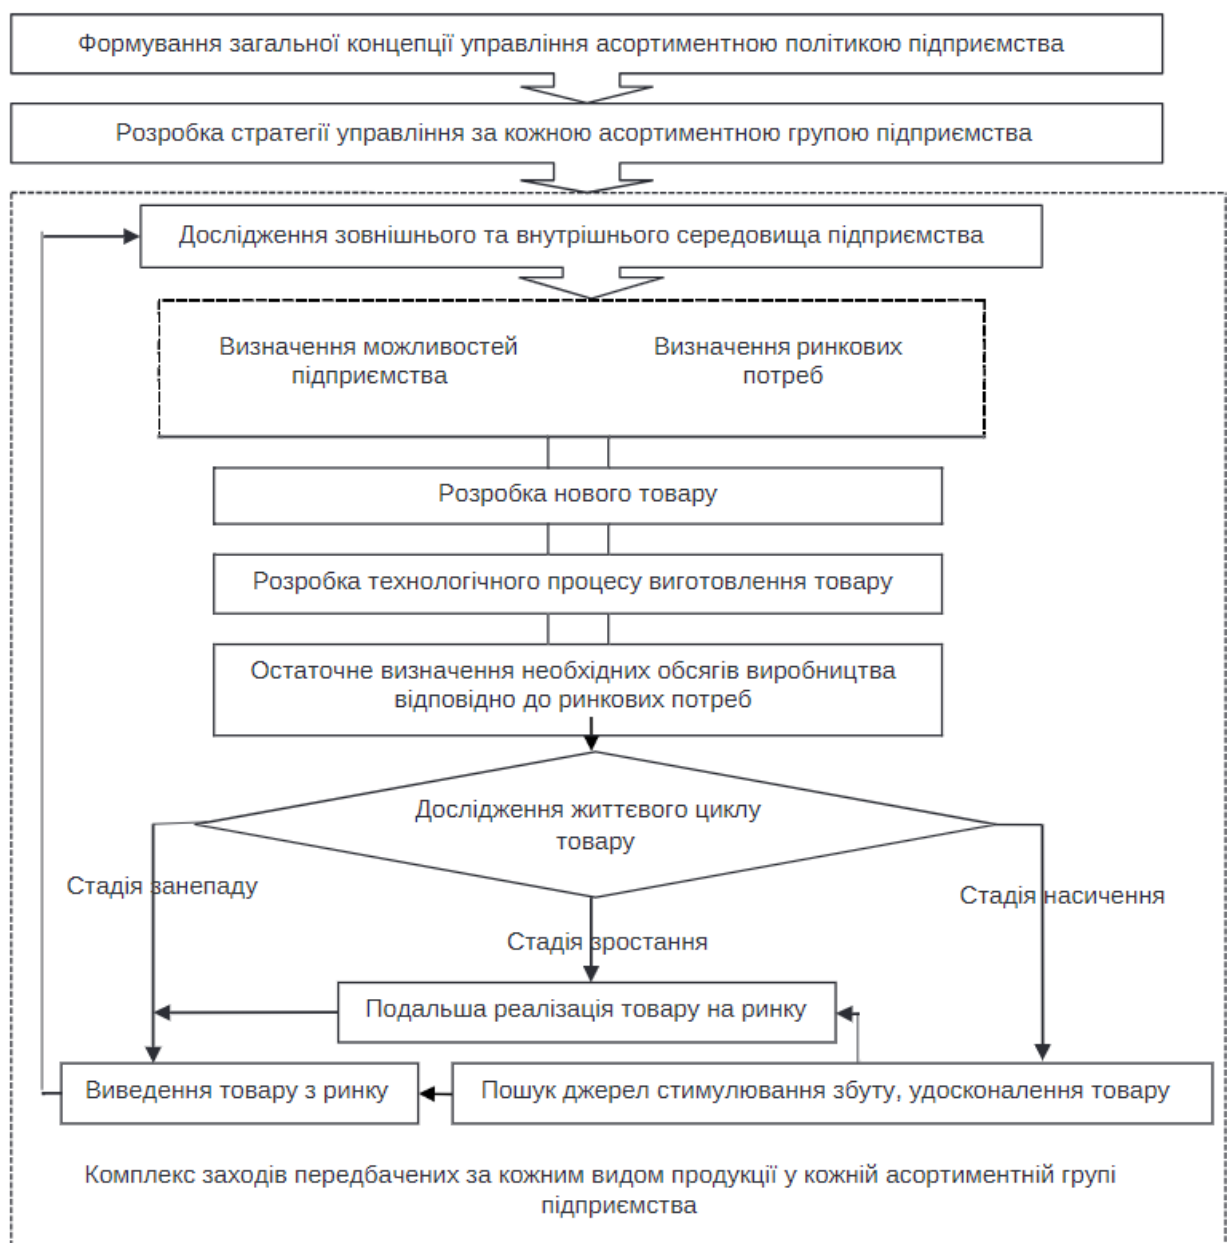 Формування загальної концепції управління асортиментною політикою підприємства
Розробка стратегії управління за кожною асортиментною групою підприємства
Дослідження зовнішнього та внутрішнього середовища підприємства
Визначення можливостей
підприємства
Визначення ринкових
потреб
Розробка нового товару
Розробка технологічного процесу виготовлення товару
Остаточне визначення необхідних обсягів виробництва
відповідно до ринкових потреб
Дослідження життєвого циклу
товару
Стадія занепаду
Стадія насичення
Стадія зростання
Подальша реалізація товару на ринку
Виведення товару з ринку
Пошук джерел стимулювання збуту, удосконалення товару
Комплекс заходів передбачених за кожним видом продукції у кожній асортиментній групі
підприємства